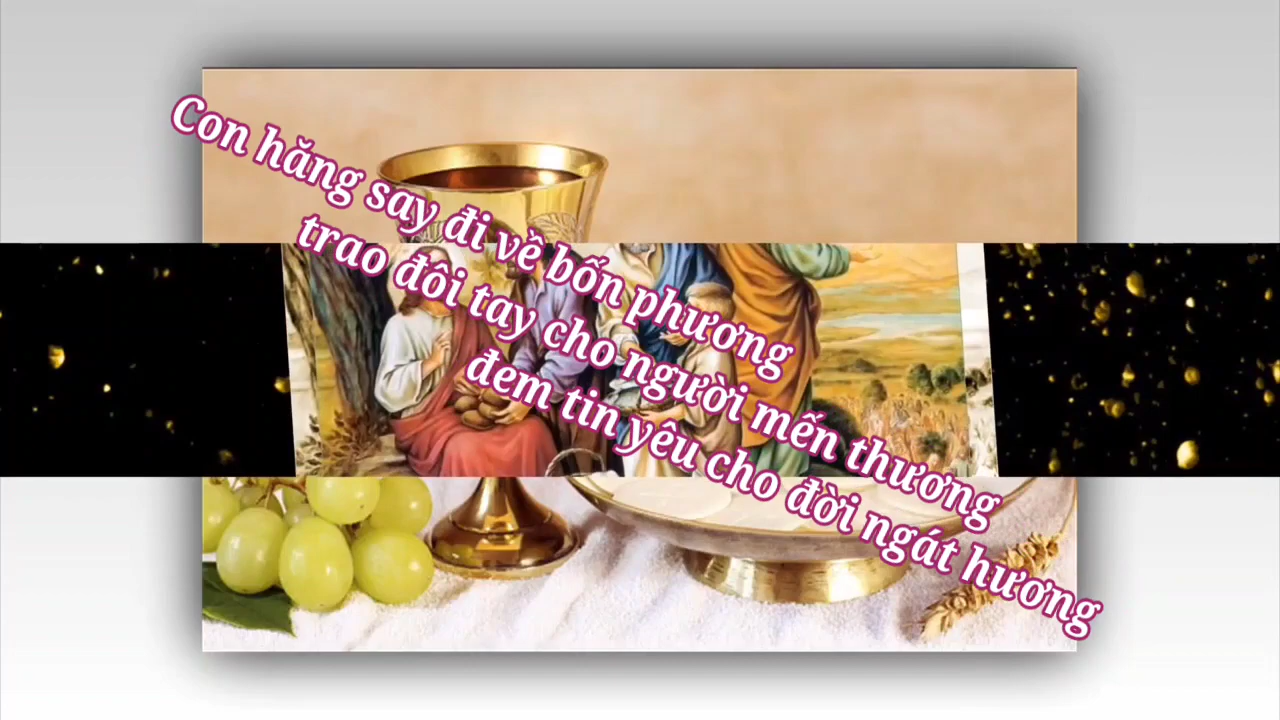 Con hăng say đi về bốn phương
trao đôi tay cho người mến thương
đem tin yêu cho đời ngát hương